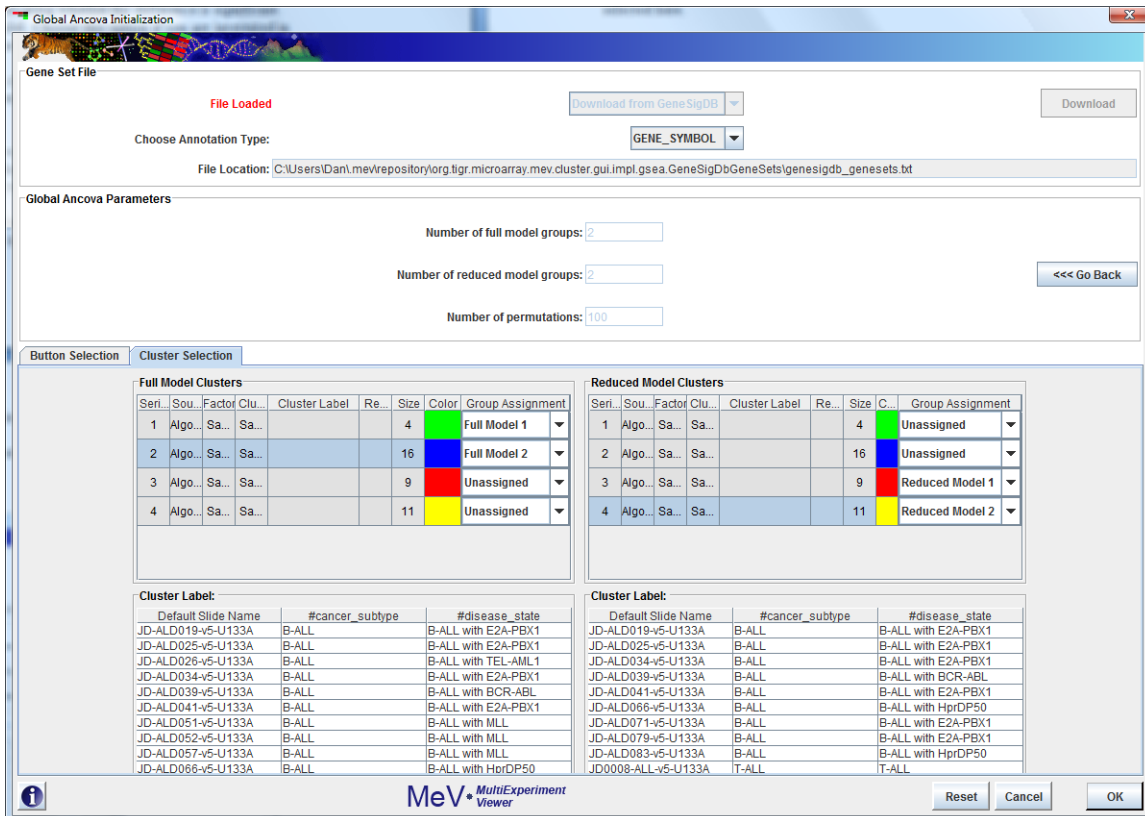 Global Ancova Initialization
Gene Set File
File Loaded Download from GeneSigDB Download
Choose Annotation Type: GENE_SYMBOL
File Location: C:\Users\Dan\.mev\repository\org.tigr.microarray.mev.cluster.gui.impl.gsea.GeneSigDbGeneSets\genesigdb_genesets.txt
Global Ancova Parameters
Number of full model groups: 2
Number of reduced model groups: 2
<<< Go Back
Number of permutations: 100
Button Selection Cluster Selection
Full Model Clusters
Seri... Sou... Factor Clu... Cluster Label Re... Size Color Group Assignment
1 Algo... Sa... Sa... 4 Full Model 1
2 Algo... Sa... Sa... 16 Full Model 2
3 Algo... Sa... Sa... 9 Unassigned
4 Algo... Sa... Sa... 11 Unassigned
Reduced Model Clusters
Seri... Sou... Factor Clu... Cluster Label Re... Size C... Group Assignment
1 Algo... Sa... Sa... 4 Unassigned
2 Algo... Sa... Sa... 16 Unassigned
3 Algo... Sa... Sa... 9 Reduced Model 1
4 Algo... Sa... Sa... 11 Reduced Model 2
Cluster Label:
Default Slide Name #cancer_subtype #disease_state
JD-ALD019-v5-U133A B-ALL B-ALL with E2A-PBX1
JD-ALD025-v5-U133A B-ALL B-ALL with E2A-PBX1
JD-ALD026-v5-U133A B-ALL B-ALL with TEL-AML1
JD-ALD034-v5-U133A B-ALL B-ALL with E2A-PBX1
JD-ALD039-v5-U133A B-ALL B-ALL with BCR-ABL
JD-ALD041-v5-U133A B-ALL B-ALL with E2A-PBX1
JD-ALD051-v5-U133A B-ALL B-ALL with MLL
JD-ALD052-v5-U133A B-ALL B-ALL with MLL
JD-ALD057-v5-U133A B-ALL B-ALL with MLL
JD-ALD066-v5-U133A B-ALL B-ALL with HprDP50
Cluster Label:
Default Slide Name #cancer_subtype #disease_state
JD-ALD019-v5-U133A B-ALL B-ALL with E2A-PBX1
JD-ALD025-v5-U133A B-ALL B-ALL with E2A-PBX1
JD-ALD034-v5-U133A B-ALL B-ALL with E2A-PBX1
JD-ALD039-v5-U133A B-ALL B-ALL with BCR-ABL
JD-ALD041-v5-U133A B-ALL B-ALL with E2A-PBX1
JD-ALD066-v5-U133A B-ALL B-ALL with HprDP50
JD-ALD071-v5-U133A B-ALL B-ALL with E2A-PBX1
JD-ALD079-v5-U133A B-ALL B-ALL with E2A-PBX1
JD-ALD083-v5-U133A B-ALL B-ALL with HprDP50
JD0008-ALL-v5-U133A T-ALL T-ALL
MeV MultiExperiment Viewer
Reset Cancel OK